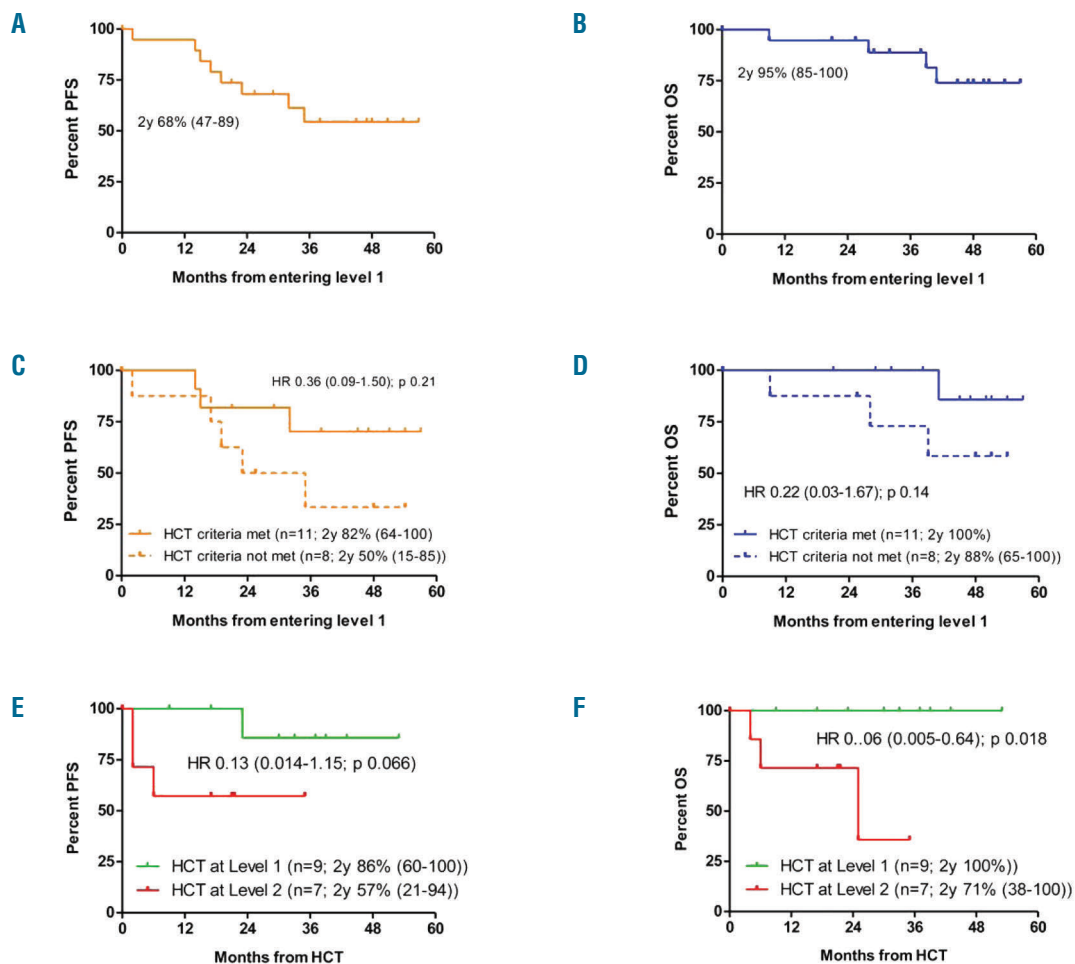 A
Percent PFS
100
75
50
25
0
2y 68% (47-89)
0 12 24 36 48 60
Months from entering level 1
B
Percent OS
100
75
50
25
0
2y 95% (85-100)
0 12 24 36 48 60
Months from entering level 1
C
Percent PFS
100
75
50
25
0
HR 0.36 (0.09-1.50); p 0.21
HCT criteria met (n=11; 2y 82% (64-100)
HCT criteria not met (n=8; 2y 50% (15-85))
0 12 24 36 48 60
Months from entering level 1
D
Percent OS
100
75
50
25
0
HR 0.22 (0.03-1.67); p 0.14
HCT criteria met (n=11; 2y 100%)
HCT criteria not met (n=8; 2y 88% (65-100))
0 12 24 36 48 60
Months from entering level 1
E
Percent PFS
100
75
50
25
0
HR 0.13 (0.014-1.15; p 0.066)
HCT at Level 1 (n=9; 2y 86% (60-100))
HCT at Level 2 (n=7; 2y 57% (21-94))
0 12 24 36 48 60
Months from HCT
F
Percent OS
100
75
50
25
0
HR 0..06 (0.005-0.64); p 0.018
HCT at Level 1 (n=9; 2y 100%))
HCT at Level 2 (n=7; 2y 71% (38-100))
0 12 24 36 48 60
Months from HCT